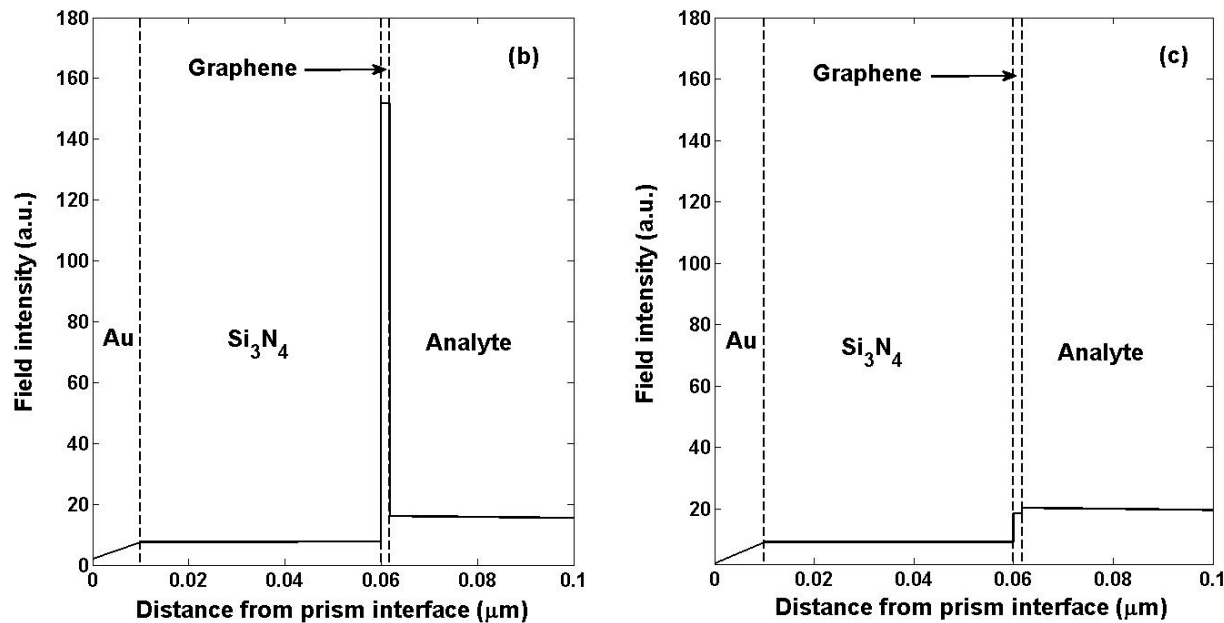 180
160
140
120
100
80
60
40
20
0
Field intensity (a.u.)
(b)
Graphene
Au
Si3N4
Analyte
0 0.02 0.04 0.06 0.08 0.1
Distance from prism interface (μm)
180
160
140
120
100
80
60
40
20
Field intensity (a.u.)
(c)
Graphene
Au
Si3N4
Analyte
0 0.02 0.04 0.06 0.08 0.1
Distance from prism interface (μm)